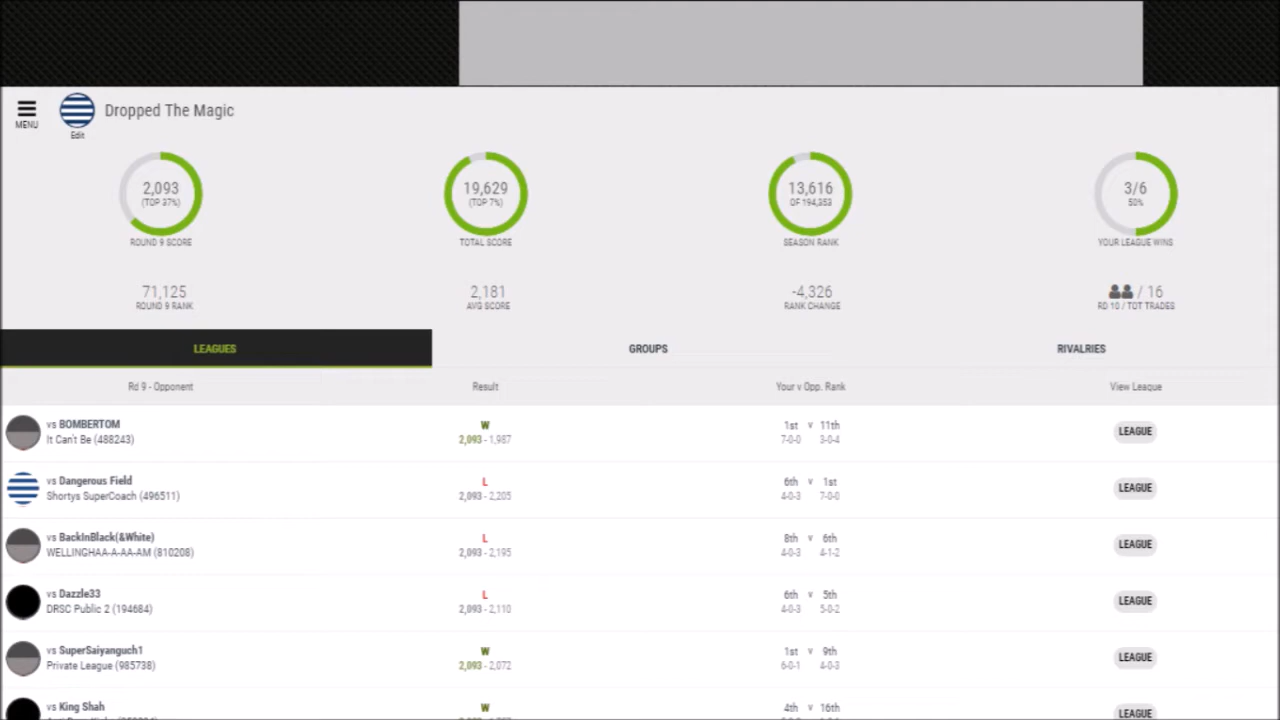 Dropped The Magic
MENU
Edit
2,093
(TOP 37%)
ROUND 9 SCORE
19,629
(TOP 7%)
TOTAL SCORE
13,616
OF 194,353
SEASON RANK
3/6
50%
YOUR LEAGUE WINS
71,125
ROUND 9 RANK
2,181
AVG SCORE
-4,326
RANK CHANGE
/ 16
RD 10 / TOT TRADES
LEAGUES GROUPS RIVALRIES
Rd 9 - Opponent Result Your v Opp. Rank View League
vs BOMBERTOM W 1st v 11th LEAGUE
It Can't Be (488243) 2,093 - 1,987 7-0-0 3-0-4
vs Dangerous Field L 6th v 1st LEAGUE
Shortys SuperCoach (496511) 2,093 - 2,205 4-0-3 7-0-0
vs BackInBlack(&White) L 8th v 6th LEAGUE
WELLINGHAA-A-AA-AM (810208) 2,093 - 2,195 4-0-3 4-1-2
vs Dazzle33 L 6th v 5th LEAGUE
DRSC Public 2 (194684) 2,093 - 2,110 4-0-3 5-0-2
vs SuperSaiyanguch1 W 1st v 9th LEAGUE
Private League (985738) 2,093 - 2,072 6-0-1 4-0-3
vs King Shah W 4th v 16th LEAGUE